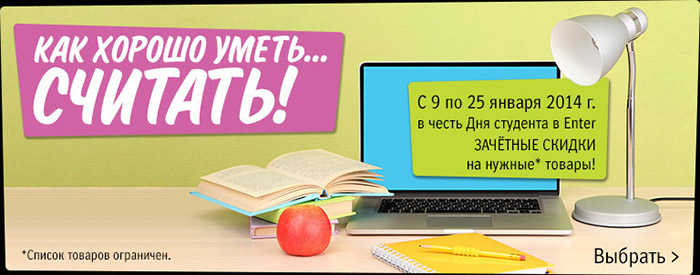 КАК ХОРОШО УМЕТЬ...
СЧИТАТЬ!
С 9 по 25 января 2014 г.
в честь Дня студента в Enter
ЗАЧЁТНЫЕ СКИДКИ
на нужные* товары!
*Список товаров ограничен.
Выбрать >